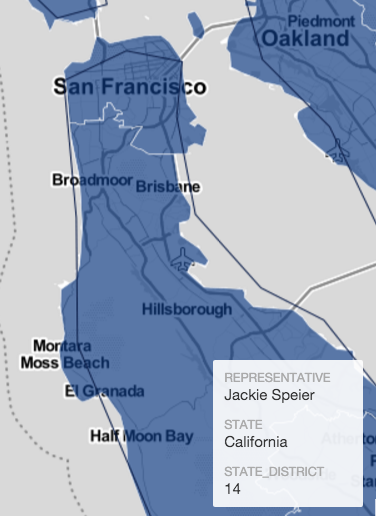 Piedmont
Oakland
San Francisco
Broadmoor
Brisbane
Hillsborough
Montara
Moss Beach
El Granada
Half Moon Bay
REPRESENTATIVE
Jackie Speier
STATE
California
STATE_DISTRICT
14